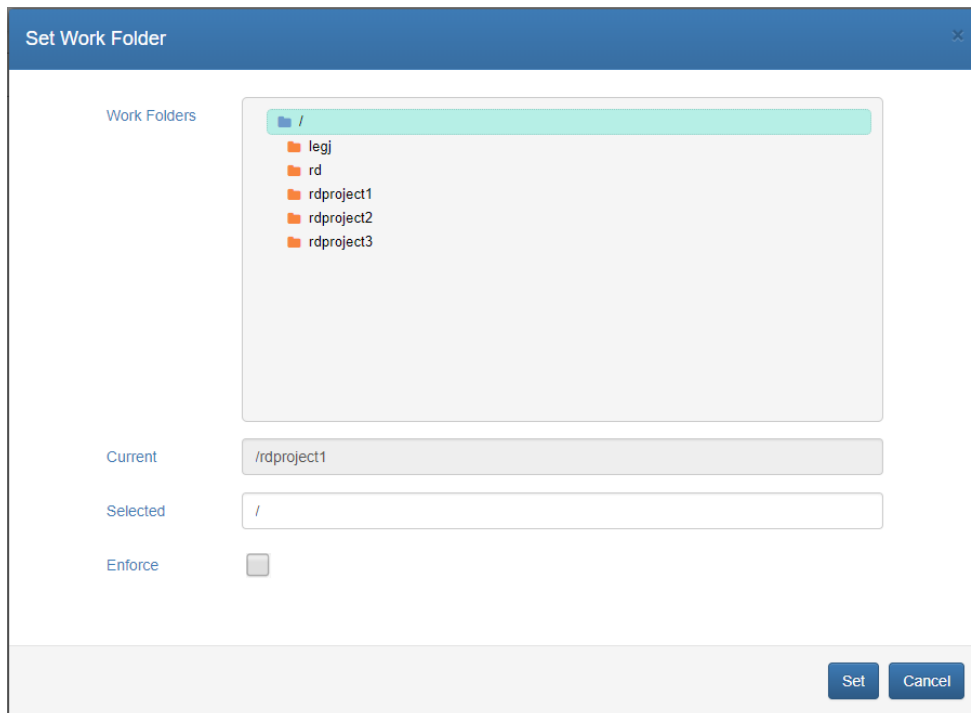 Set Work Folder
×
Work Folders
/
legj
rd
rdproject1
rdproject2
rdproject3
Current
/rdproject1
Selected
/
Enforce
Set
Cancel